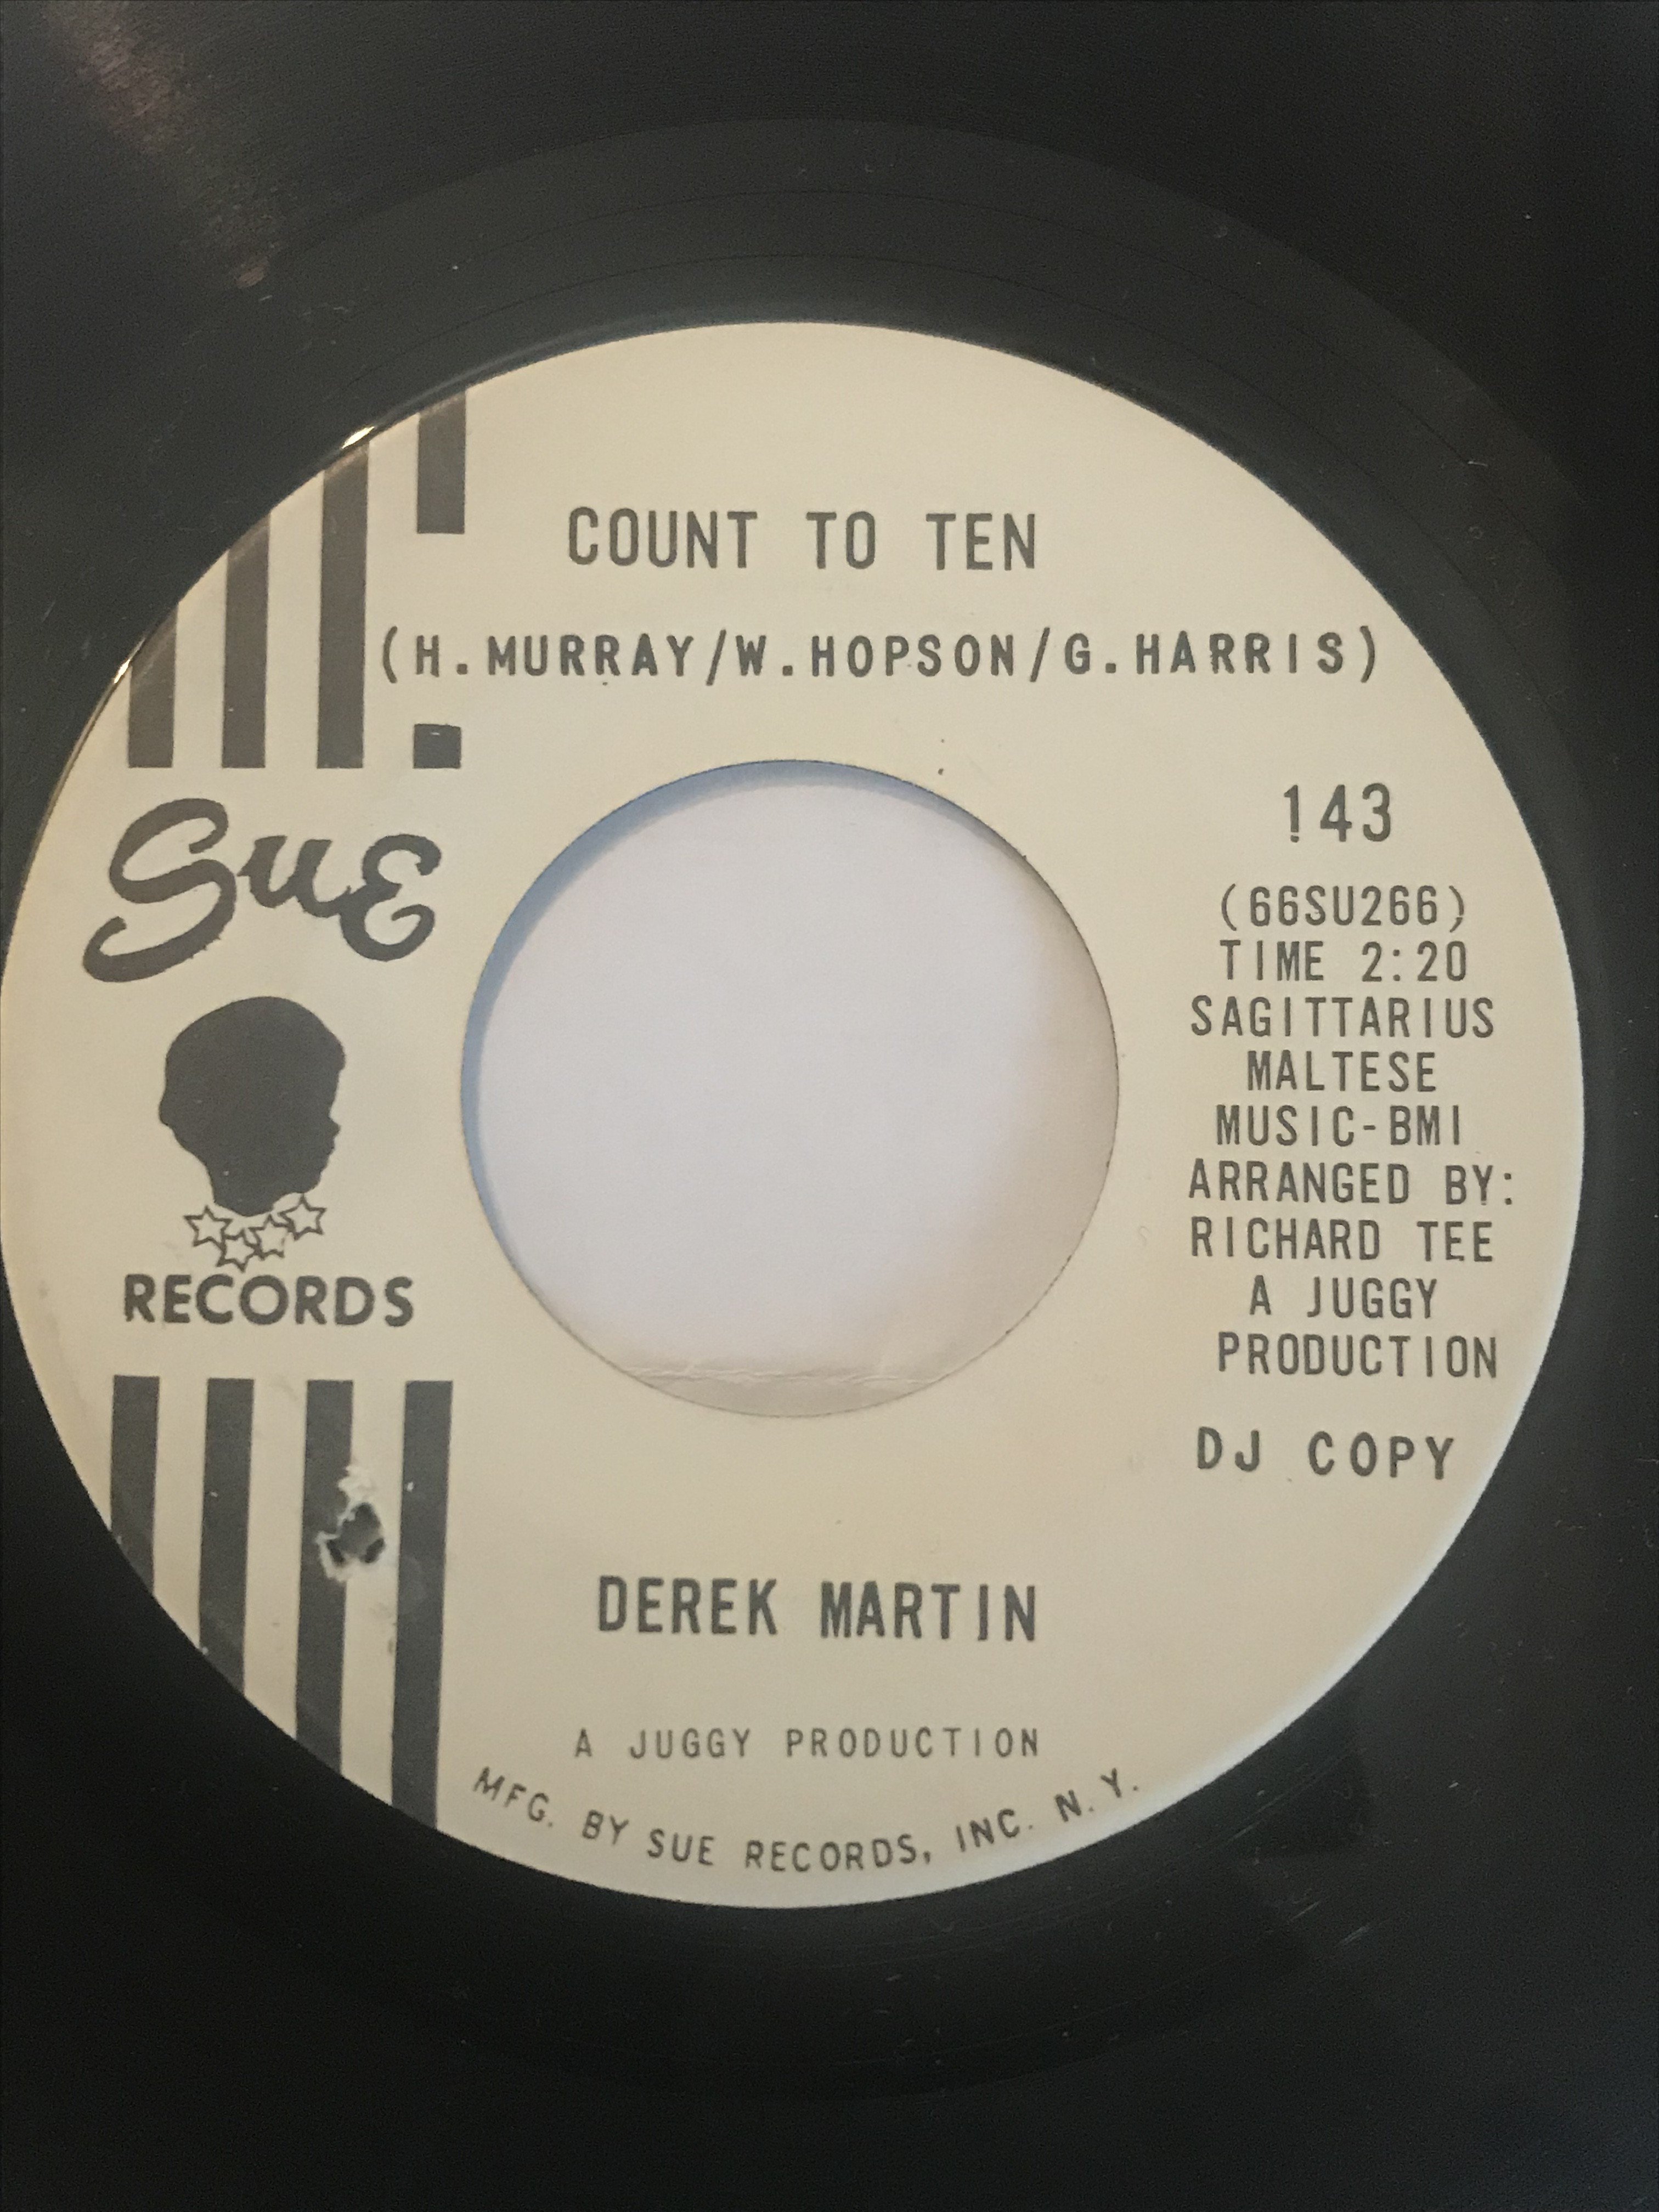 COUNT TO TEN
(H.MURRAY/W.HOPSON/G.HARRIS)
Sue
RECORDS
143
(66SU266)
TIME 2:20
SAGITTARIUS
MALTESE
MUSIC-BMI
ARRANGED BY:
RICHARD TEE
A JUGGY
PRODUCTION
DJ COPY
DEREK MARTIN
A JUGGY PRODUCTION
MFG. BY SUE RECORDS, INC. N.Y.